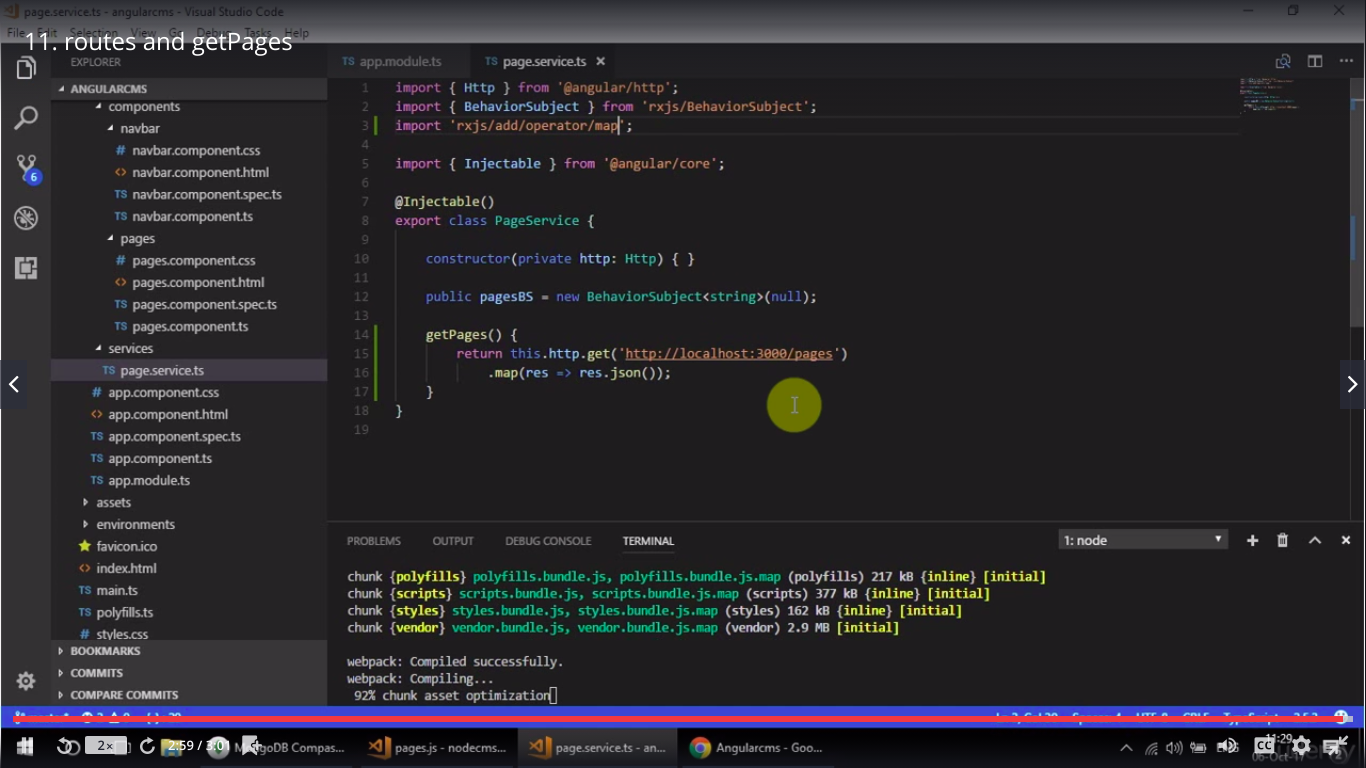 page.service.ts - angularcms - Visual Studio Code
File Edit Selection View Go Debug Tasks Help
11. routes and getPages
EXPLORER
ANGULARCMS
components
navbar
# navbar.component.css
<> navbar.component.html
TS navbar.component.spec.ts
TS navbar.component.ts
pages
# pages.component.css
<> pages.component.html
TS pages.component.spec.ts
TS pages.component.ts
services
TS page.service.ts
# app.component.css
<> app.component.html
TS app.component.spec.ts
TS app.component.ts
TS app.module.ts
assets
environments
favicon.ico
<> index.html
TS main.ts
TS polyfills.ts
# styles.css
BOOKMARKS
COMMITS
COMPARE COMMITS
6
TS app.module.ts
TS page.service.ts
1 import { Http } from '@angular/http';
2 import { BehaviorSubject } from 'rxjs/BehaviorSubject';
3 import 'rxjs/add/operator/map';
4
5 import { Injectable } from '@angular/core';
6
7 @Injectable()
8 export class PageService {
9
10 constructor(private http: Http) { }
11
12 public pagesBS = new BehaviorSubject<string>(null);
13
14 getPages() {
15 return this.http.get('http://localhost:3000/pages')
16 .map(res => res.json());
17 }
18 }
19
PROBLEMS OUTPUT DEBUG CONSOLE TERMINAL
1: node
chunk {polyfills} polyfills.bundle.js, polyfills.bundle.js.map (polyfills) 217 kB {inline} [initial]
chunk {scripts} scripts.bundle.js, scripts.bundle.js.map (scripts) 377 kB {inline} [initial]
chunk {styles} styles.bundle.js, styles.bundle.js.map (styles) 162 kB {inline} [initial]
chunk {vendor} vendor.bundle.js, vendor.bundle.js.map (vendor) 2.9 MB [initial]
webpack: Compiled successfully.
webpack: Compiling...
92% chunk asset optimization
2x
2:59 / 3:01
MongoDB Compas...
pages.js - nodecms...
page.service.ts - an...
Angularcms - Goo...
CC
11:29
06-Oct-17